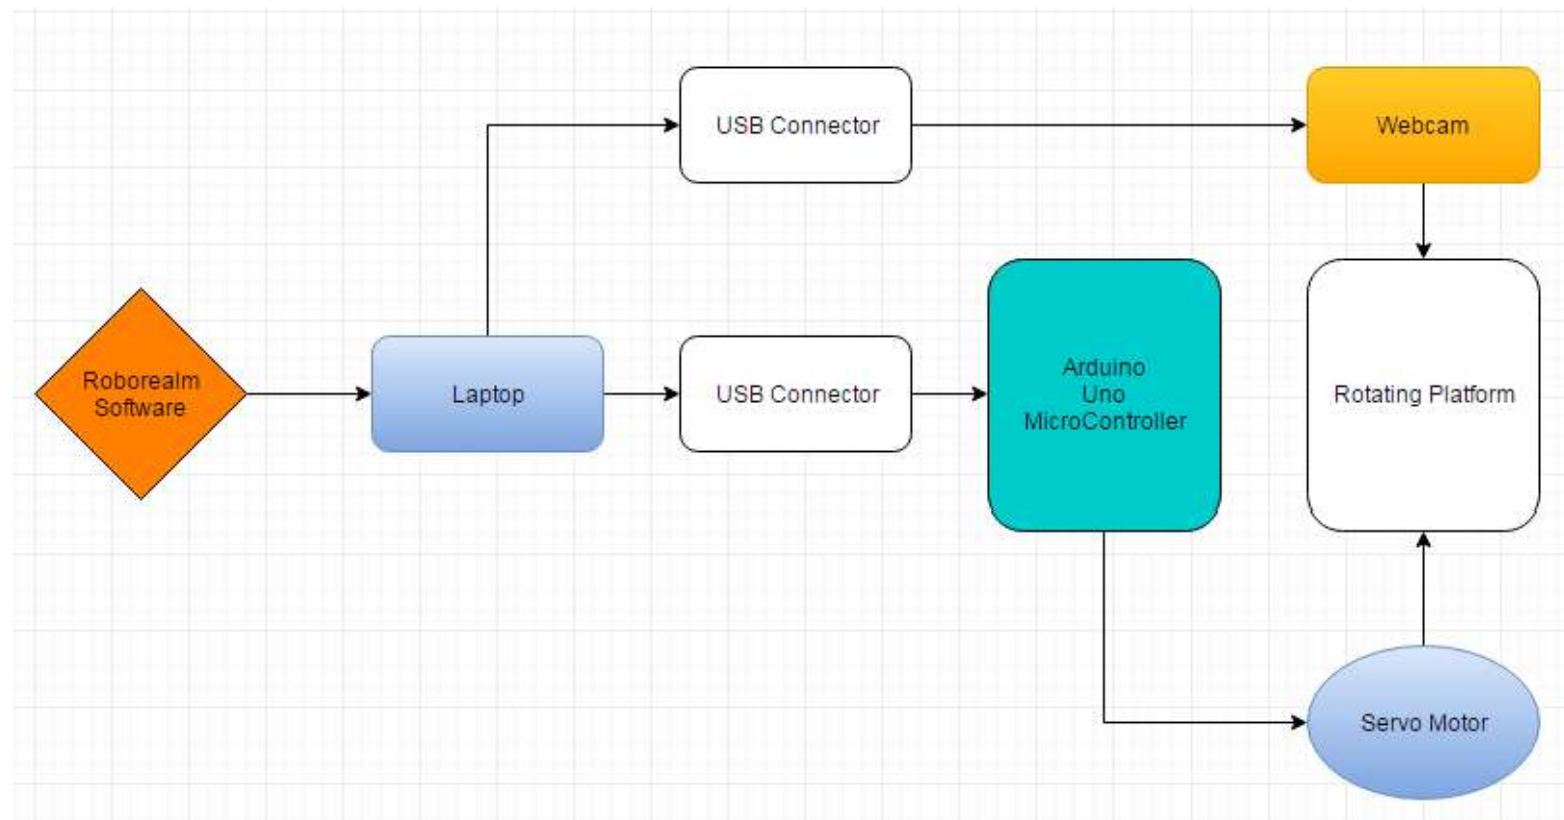 USB Connector
Webcam
Roborealm
Software
Laptop
USB Connector
Arduino
Uno
MicroController
Rotating Platform
Servo Motor